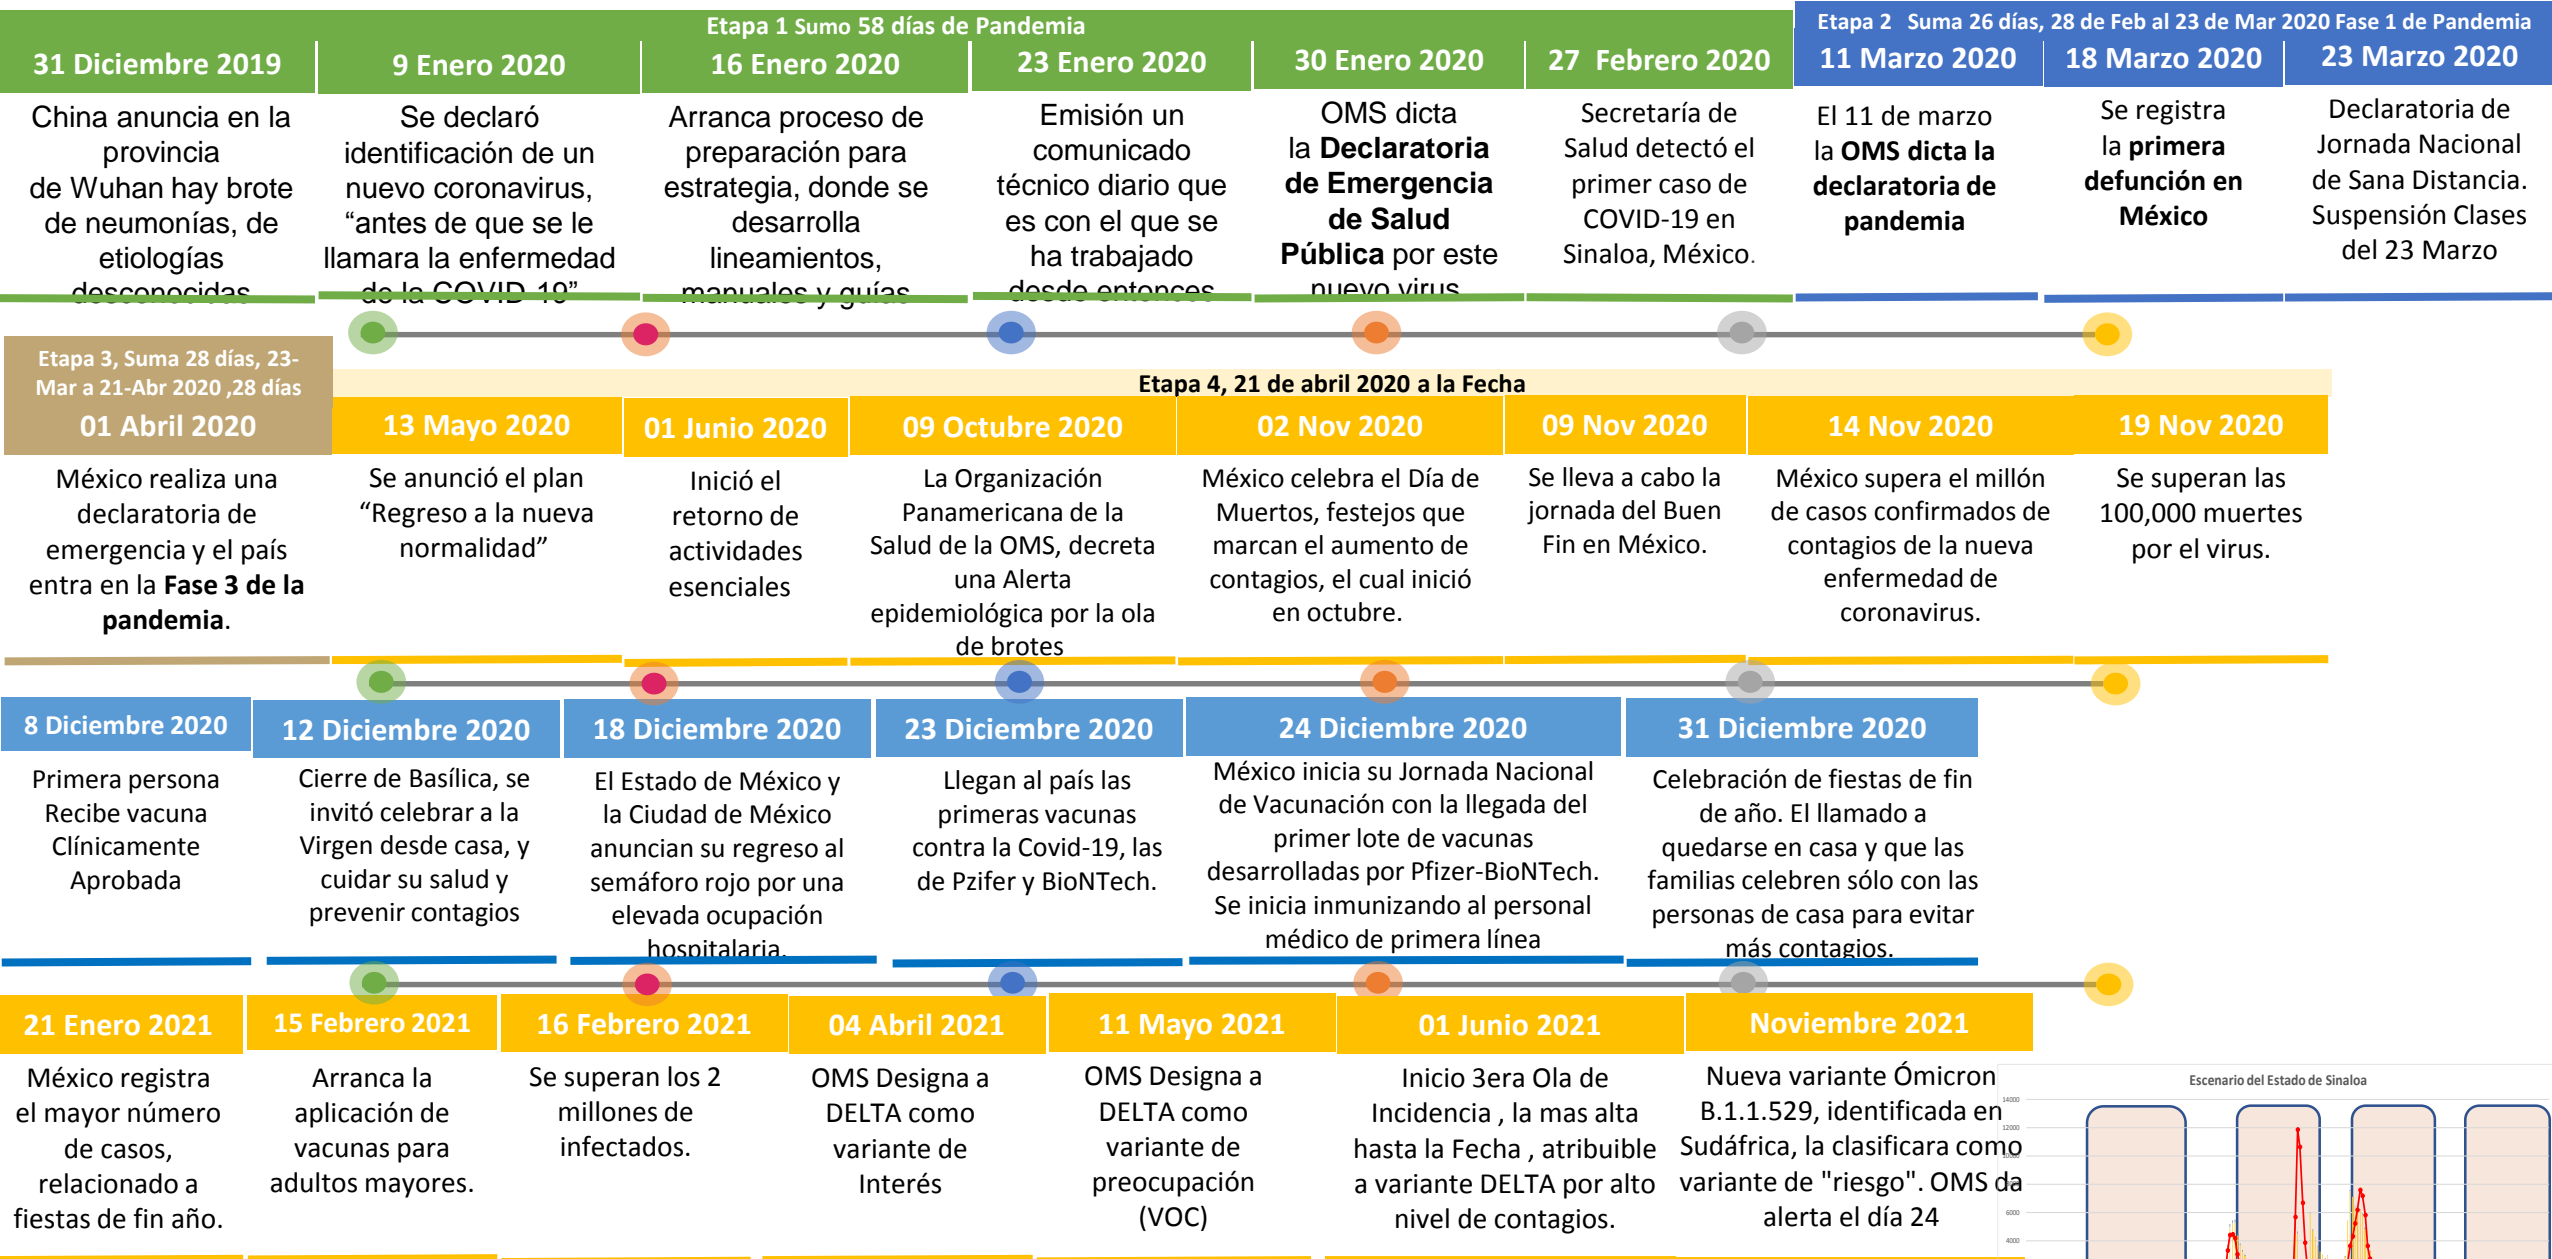 Etapa 1 Sumo 58 días de Pandemia
Etapa 2 Suma 26 días, 28 de Feb al 23 de Mar 2020 Fase 1 de Pandemia
31 Diciembre 2019
China anuncia en la
provincia
de Wuhan hay brote
de neumonías, de
etiologías
desconocidas
9 Enero 2020
Se declaró
identificación de un
nuevo coronavirus,
“antes de que se le
llamara la enfermedad
de la COVID-19”
16 Enero 2020
Arranca proceso de
preparación para
estrategia, donde se
desarrolla
lineamientos,
manuales y guías
23 Enero 2020
Emisión un
comunicado
técnico diario que
es con el que se
ha trabajado
desde entonces
30 Enero 2020
OMS dicta
la Declaratoria
de Emergencia
de Salud
Pública por este
nuevo virus
27 Febrero 2020
Secretaría de
Salud detectó el
primer caso de
COVID-19 en
Sinaloa, México.
11 Marzo 2020
El 11 de marzo
la OMS dicta la
declaratoria de
pandemia
18 Marzo 2020
Se registra
la primera
defunción en
México
23 Marzo 2020
Declaratoria de
Jornada Nacional
de Sana Distancia.
Suspensión Clases
del 23 Marzo
Etapa 3, Suma 28 días, 23-
Mar a 21-Abr 2020 ,28 días
01 Abril 2020
México realiza una
declaratoria de
emergencia y el país
entra en la Fase 3 de la
pandemia.
Etapa 4, 21 de abril 2020 a la Fecha
13 Mayo 2020
Se anunció el plan
“Regreso a la nueva
normalidad”
01 Junio 2020
Inició el
retorno de
actividades
esenciales
09 Octubre 2020
La Organización
Panamericana de la
Salud de la OMS, decreta
una Alerta
epidemiológica por la ola
de brotes
02 Nov 2020
México celebra el Día de
Muertos, festejos que
marcan el aumento de
contagios, el cual inició
en octubre.
09 Nov 2020
Se lleva a cabo la
jornada del Buen
Fin en México.
14 Nov 2020
México supera el millón
de casos confirmados de
contagios de la nueva
enfermedad de
coronavirus.
19 Nov 2020
Se superan las
100,000 muertes
por el virus.
8 Diciembre 2020
Primera persona
Recibe vacuna
Clínicamente
Aprobada
12 Diciembre 2020
Cierre de Basílica, se
invitó celebrar a la
Virgen desde casa, y
cuidar su salud y
prevenir contagios
18 Diciembre 2020
El Estado de México y
la Ciudad de México
anuncian su regreso al
semáforo rojo por una
elevada ocupación
hospitalaria.
23 Diciembre 2020
Llegan al país las
primeras vacunas
contra la Covid-19, las
de Pzifer y BioNTech.
24 Diciembre 2020
México inicia su Jornada Nacional
de Vacunación con la llegada del
primer lote de vacunas
desarrolladas por Pfizer-BioNTech.
Se inicia inmunizando al personal
médico de primera línea
31 Diciembre 2020
Celebración de fiestas de fin
de año. El llamado a
quedarse en casa y que las
familias celebren sólo con las
personas de casa para evitar
más contagios.
21 Enero 2021
México registra
el mayor número
de casos,
relacionado a
fiestas de fin año.
15 Febrero 2021
Arranca la
aplicación de
vacunas para
adultos mayores.
16 Febrero 2021
Se superan los 2
millones de
infectados.
04 Abril 2021
OMS Designa a
DELTA como
variante de
Interés
11 Mayo 2021
OMS Designa a
DELTA como
variante de
preocupación
(VOC)
01 Junio 2021
Inicio 3era Ola de
Incidencia , la mas alta
hasta la Fecha , atribuible
a variante DELTA por alto
nivel de contagios.
Noviembre 2021
Nueva variante Ómicron
B.1.1.529, identificada en
Sudáfrica, la clasificara como
variante de "riesgo". OMS da
alerta el día 24
Escenario del Estado de Sinaloa
14000
12000
10000
6000
4000